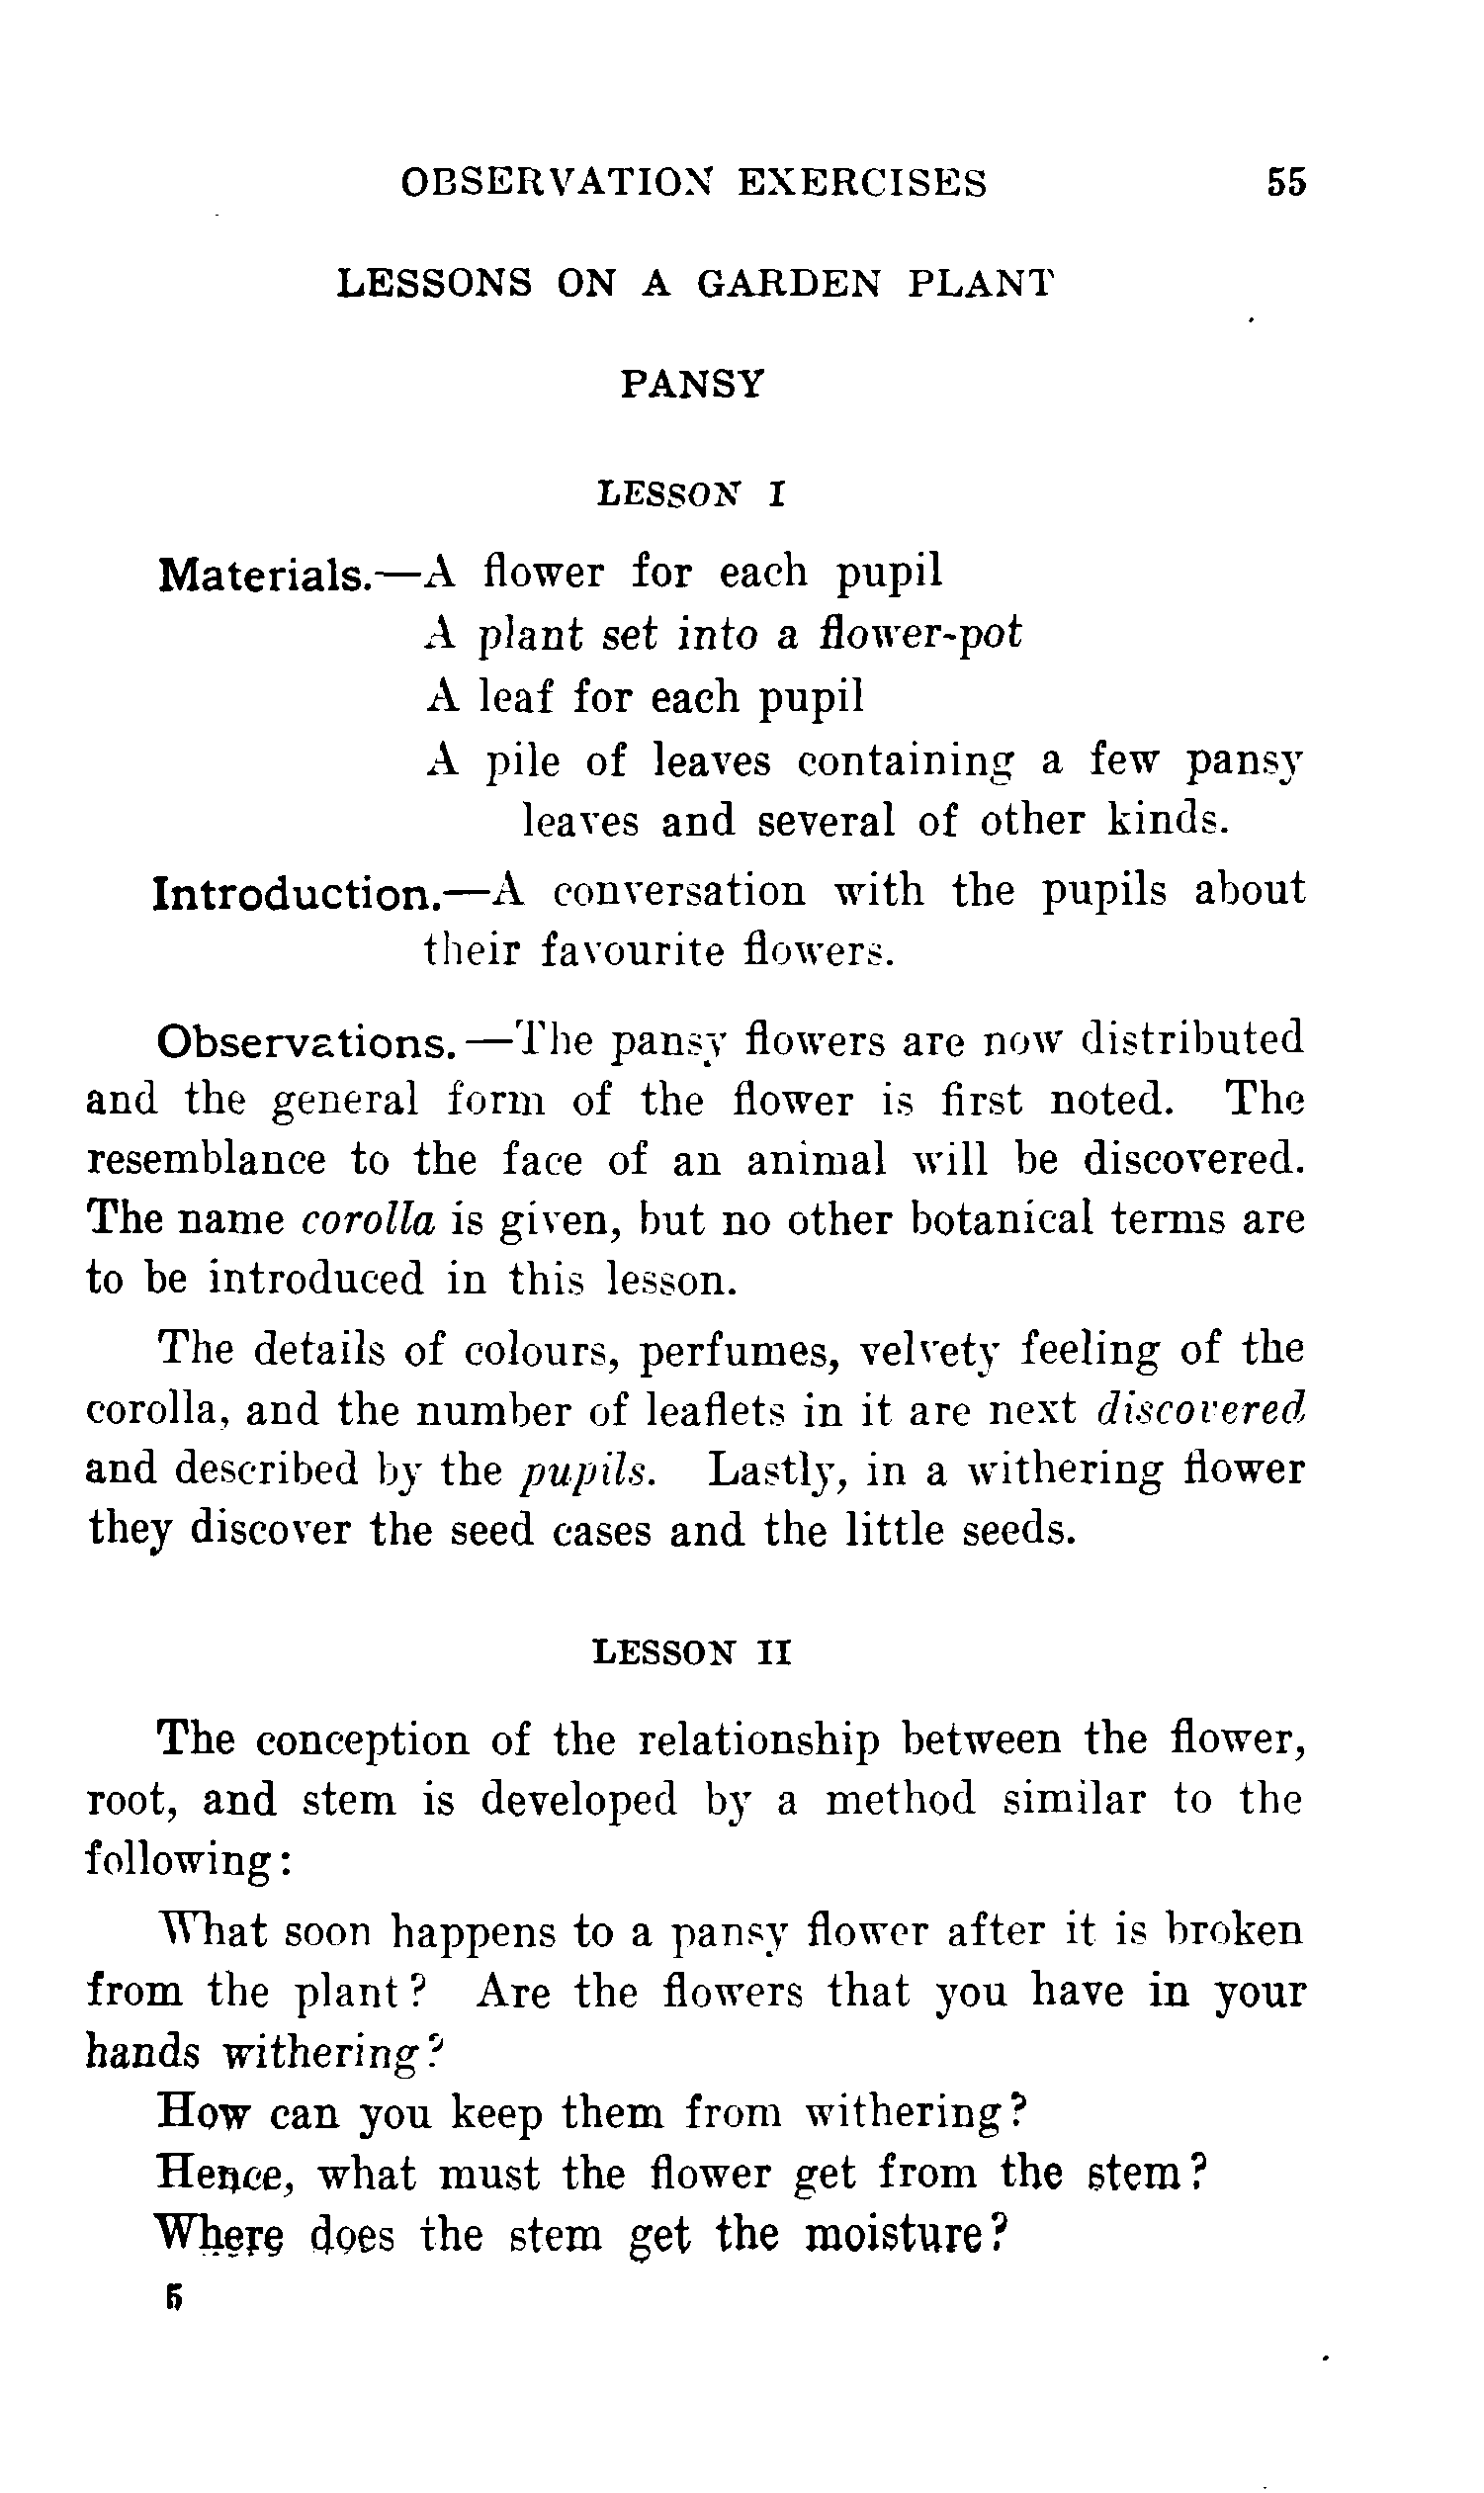 OBSERVATION EXERCISES 55
LESSONS ON A GARDEN PLANT
PANSY
LESSON I
Materials.—A flower for each pupil
A plant set into a flower-pot
A leaf for each pupil
A pile of leaves containing a few pansy
leaves and several of other kinds.
Introduction.—A conversation with the pupils about
their favourite flowers.
Observations.—The pansy flowers are now distributed
and the general form of the flower is first noted. The
resemblance to the face of an animal will be discovered.
The name corolla is given, but no other botanical terms are
to be introduced in this lesson.
The details of colours, perfumes, velvety feeling of the
corolla, and the number of leaflets in it are next discovered
and described by the pupils. Lastly, in a withering flower
they discover the seed cases and the little seeds.
LESSON II
The conception of the relationship between the flower,
root, and stem is developed by a method similar to the
following:
What soon happens to a pansy flower after it is broken
from the plant? Are the flowers that you have in your
hands withering?
How can you keep them from withering?
Hence, what must the flower get from the stem?
Where does the stem get the moisture?
5